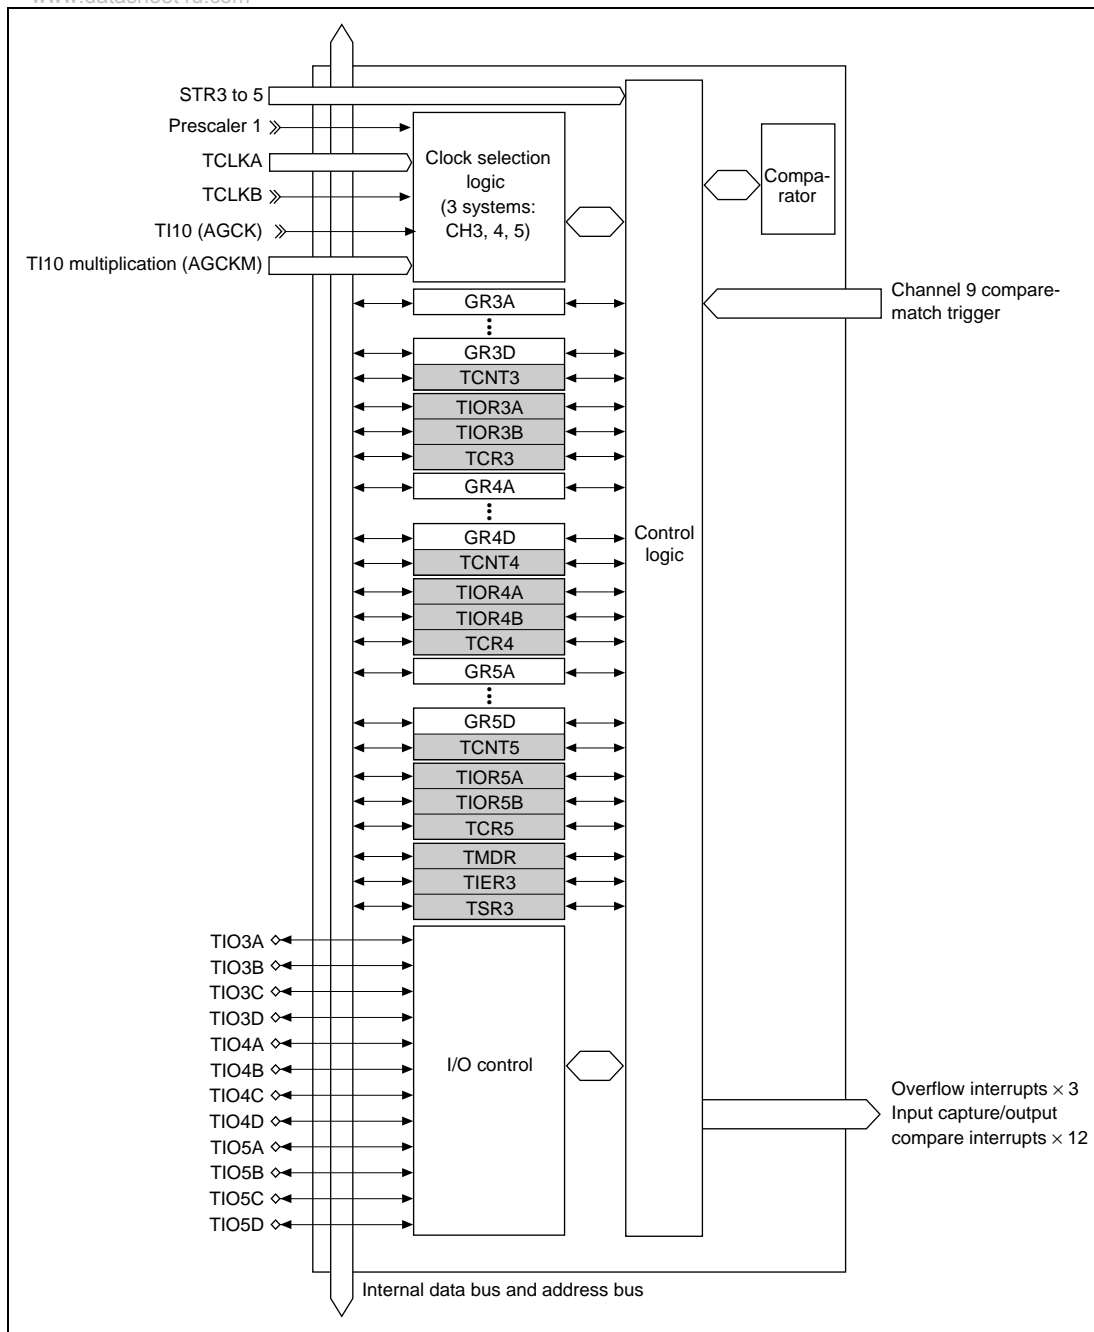 STR3 to 5
Prescaler 1
TCLKA
TCLKB
TI10 (AGCK)
TI10 multiplication (AGCKM)
Clock selection
logic
(3 systems:
CH3, 4, 5)
Compa-
rator
Channel 9 compare-
match trigger
GR3A
GR3D
TCNT3
TIOR3A
TIOR3B
TCR3
GR4A
GR4D
TCNT4
TIOR4A
TIOR4B
TCR4
GR5A
GR5D
TCNT5
TIOR5A
TIOR5B
TCR5
TMDR
TIER3
TSR3
Control
logic
TIO3A
TIO3B
TIO3C
TIO3D
TIO4A
TIO4B
TIO4C
TIO4D
TIO5A
TIO5B
TIO5C
TIO5D
I/O control
Overflow interrupts × 3
Input capture/output
compare interrupts × 12
Internal data bus and address bus